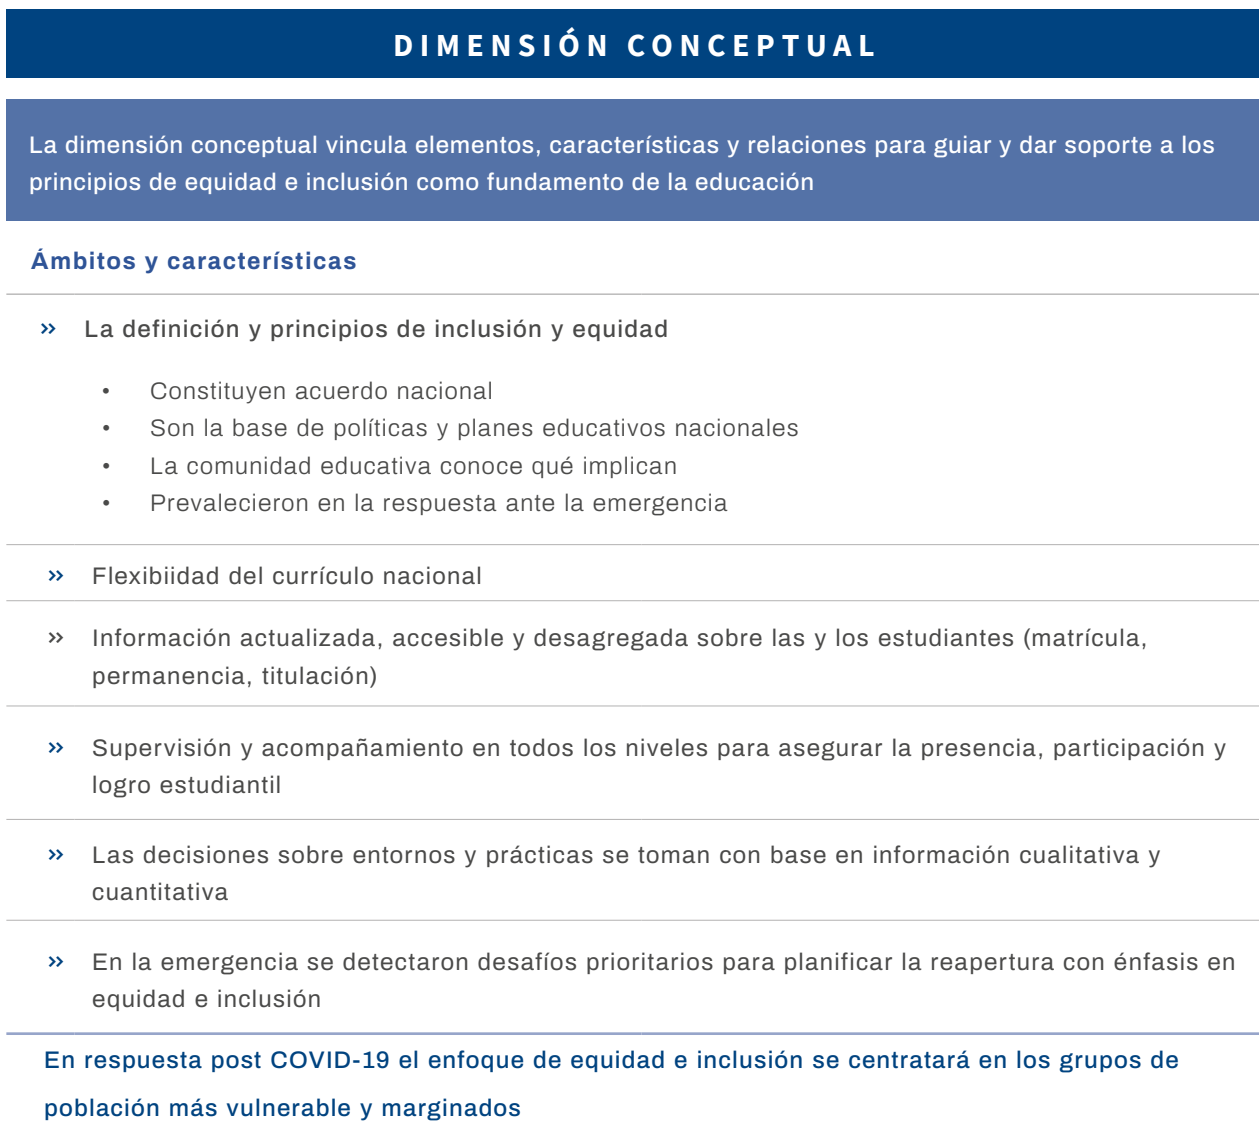 DIMENSIÓN CONCEPTUAL
La dimensión conceptual vincula elementos, características y relaciones para guiar y dar soporte a los
principios de equidad e inclusión como fundamento de la educación
Ámbitos y características
» La definición y principios de inclusión y equidad
• Constituyen acuerdo nacional
• Son la base de políticas y planes educativos nacionales
• La comunidad educativa conoce qué implican
• Prevalecieron en la respuesta ante la emergencia
» Flexibiidad del currículo nacional
» Información actualizada, accesible y desagregada sobre las y los estudiantes (matrícula,
permanencia, titulación)
» Supervisión y acompañamiento en todos los niveles para asegurar la presencia, participación y
logro estudiantil
» Las decisiones sobre entornos y prácticas se toman con base en información cualitativa y
cuantitativa
» En la emergencia se detectaron desafíos prioritarios para planificar la reapertura con énfasis en
equidad e inclusión
En respuesta post COVID-19 el enfoque de equidad e inclusión se centratará en los grupos de
población más vulnerable y marginados